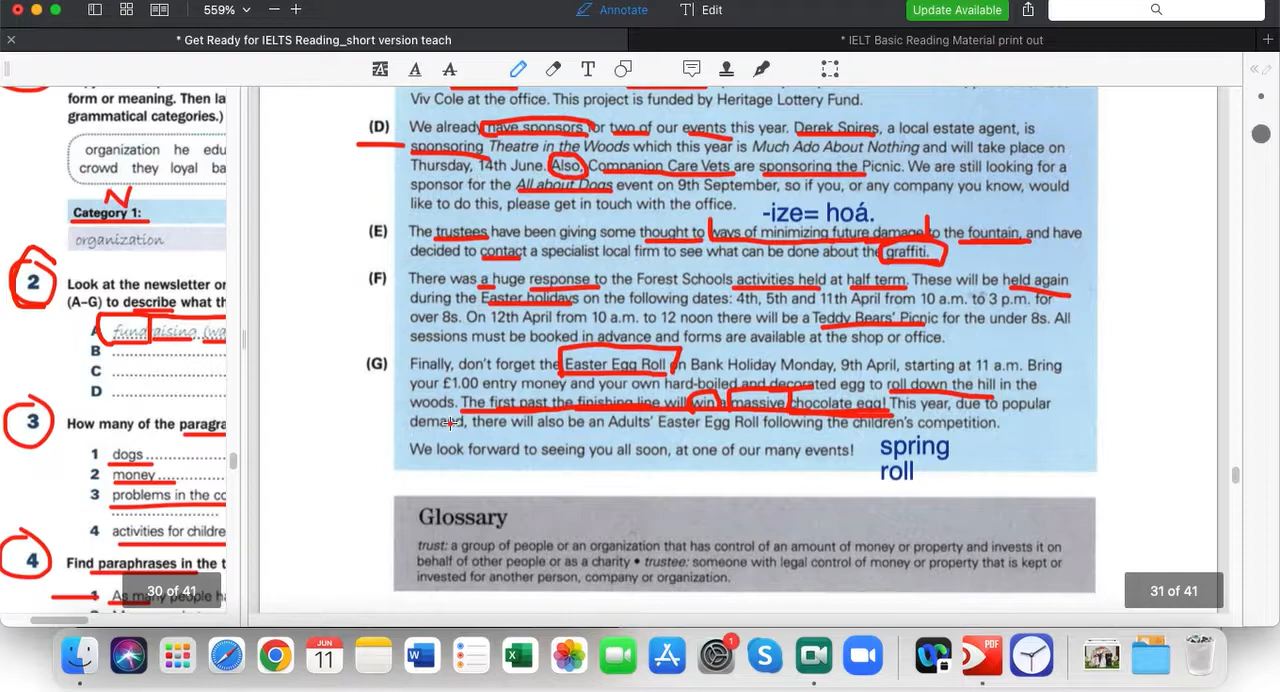 559%
Annotate
Edit
Update Available
* Get Ready for IELTS Reading_short version teach
* IELT Basic Reading Material print out
form or meaning. Then la
grammatical categories.)
organization he edu
crowd they loyal ba
N
Category 1:
organization
2
Look at the newsletter or
(A–G) to describe what t
A fundraising (wa
B
C
D
3
How many of the paragra
1 dogs
2 money
3 problems in the co
4 activities for childre
4
Find paraphrases in the t
1 As many people ha
30 of 41
Viv Cole at the office. This project is funded by Heritage Lottery Fund.
(D) We already have sponsors for two of our events this year. Derek Spires, a local estate agent, is
sponsoring Theatre in the Woods which this year is Much Ado About Nothing and will take place on
Thursday, 14th June. Also, Companion Care Vets are sponsoring the Picnic. We are still looking for a
sponsor for the All about Dogs event on 9th September, so if you, or any company you know, would
like to do this, please get in touch with the office.
-ize= hoá.
(E) The trustees have been giving some thought to ways of minimizing future damage to the fountain, and have
decided to contact a specialist local firm to see what can be done about the graffiti.
(F) There was a huge response to the Forest Schools activities held at half term. These will be held again
during the Easter holidays on the following dates: 4th, 5th and 11th April from 10 a.m. to 3 p.m. for
over 8s. On 12th April from 10 a.m. to 12 noon there will be a Teddy Bears' Picnic for the under 8s. All
sessions must be booked in advance and forms are available at the shop or office.
(G) Finally, don't forget the Easter Egg Roll on Bank Holiday Monday, 9th April, starting at 11 a.m. Bring
your £1.00 entry money and your own hard-boiled and decorated egg to roll down the hill in the
woods. The first past the finishing line will win a massive chocolate egg! This year, due to popular
demand, there will also be an Adults' Easter Egg Roll following the children's competition.
We look forward to seeing you all soon, at one of our many events!
spring
roll
Glossary
trust: a group of people or an organization that has control of an amount of money or property and invests it on
behalf of other people or as a charity • trustee: someone with legal control of money or property that is kept or
invested for another person, company or organization.
31 of 41
JUN
11
1
PDF